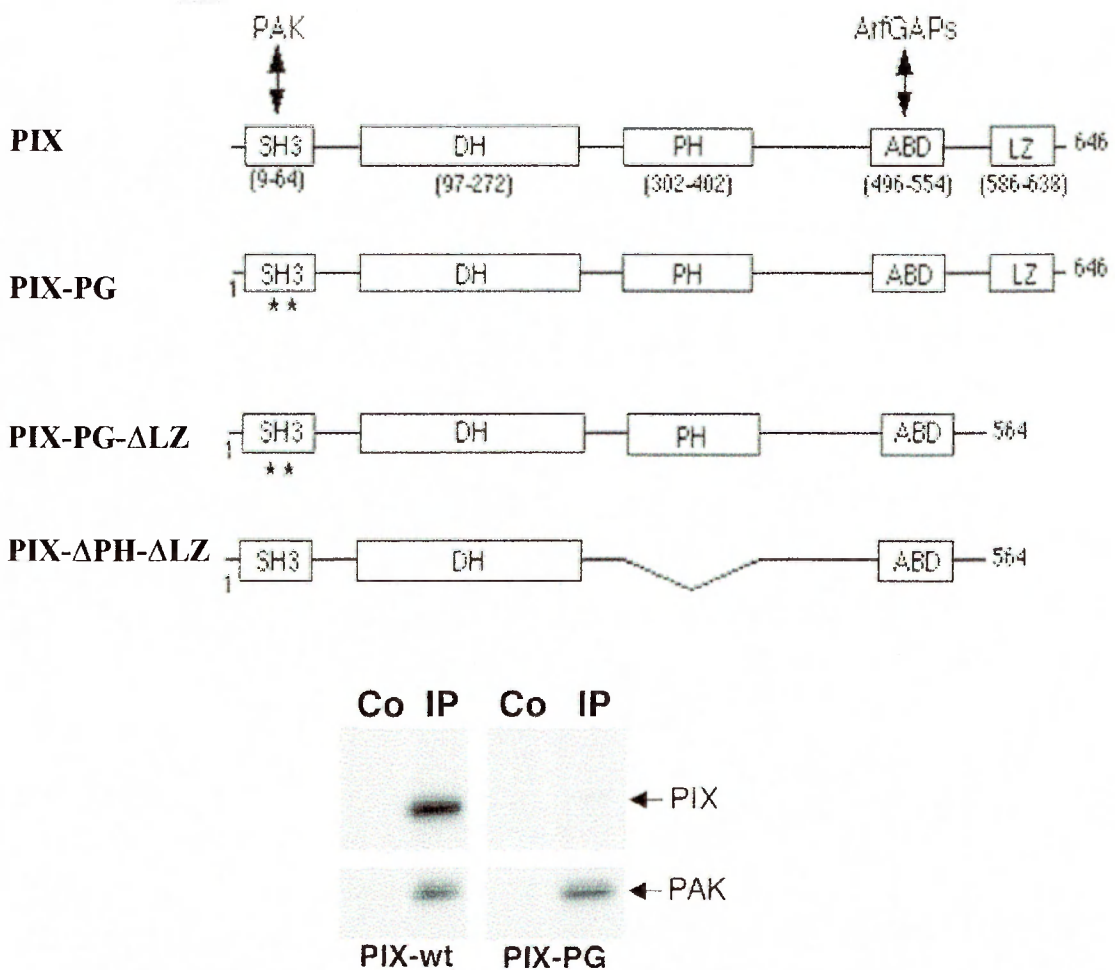 PAK ArfGAPs
PIX SH3 DH PH ABD LZ 646
(9-64) (97-272) (302-402) (496-554) (586-638)
PIX-PG 1 SH3 DH PH ABD LZ 646
* *
PIX-PG-ΔLZ 1 SH3 DH PH ABD 564
* *
PIX-ΔPH-ΔLZ 1 SH3 DH ABD 564
Co IP Co IP
PIX
PAK
PIX-wt PIX-PG